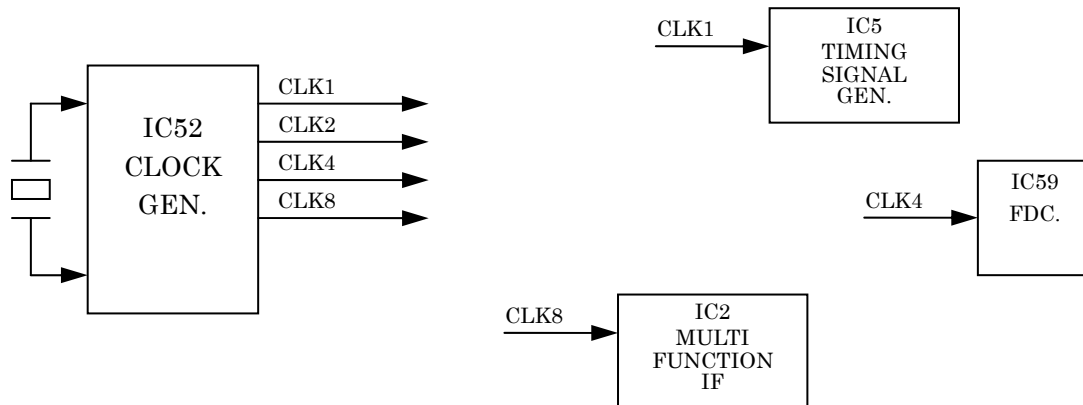 IC52
CLOCK
GEN.
CLK1
CLK2
CLK4
CLK8
CLK1
IC5
TIMING
SIGNAL
GEN.
CLK4
IC59
FDC.
CLK8
IC2
MULTI
FUNCTION
IF